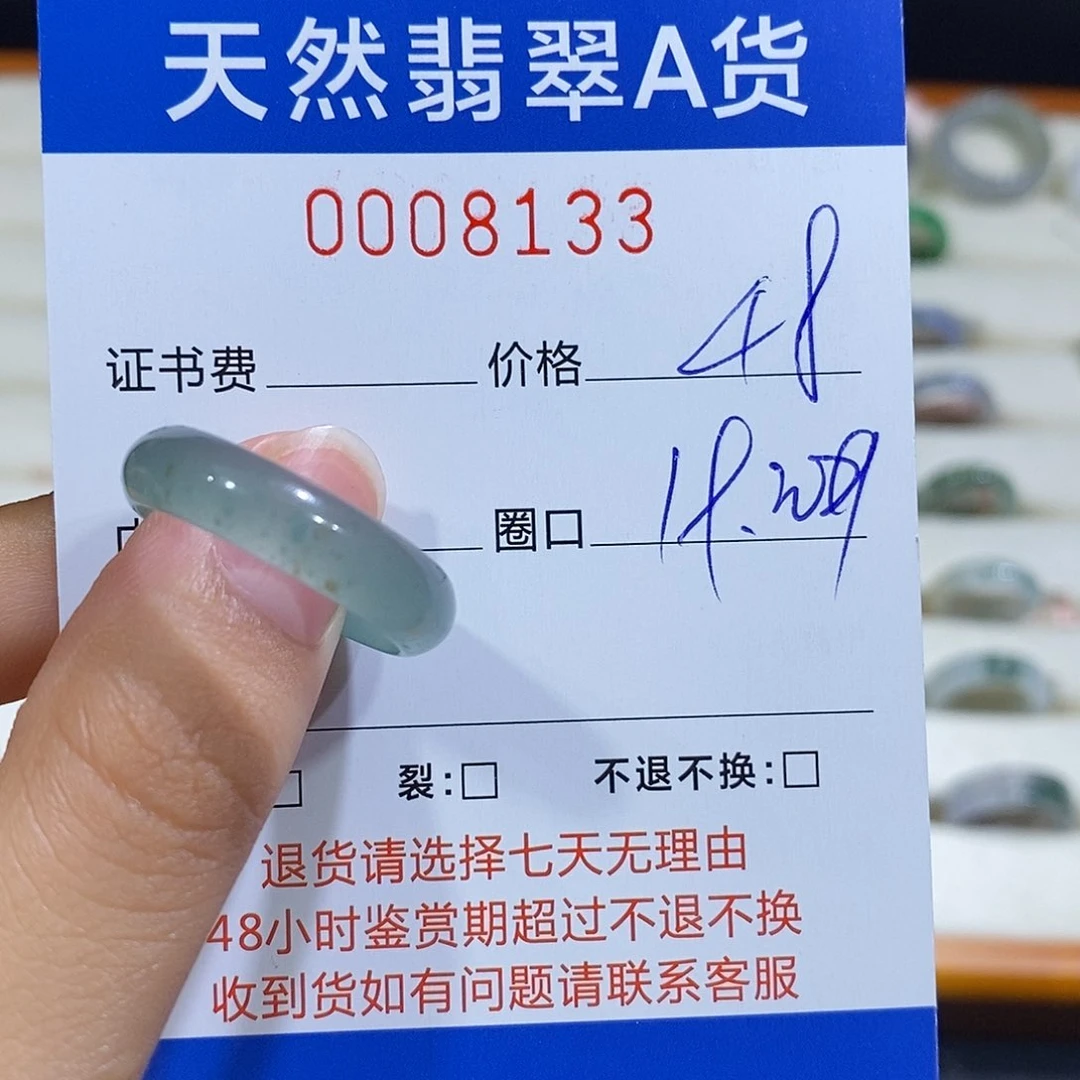 天然翡翠A货
0008133
证书费 价格 48
圈口
裂:□ 不退不换:□
退货请选择七天无理由
48小时鉴赏期超过不退不换
收到货如有问题请联系客服